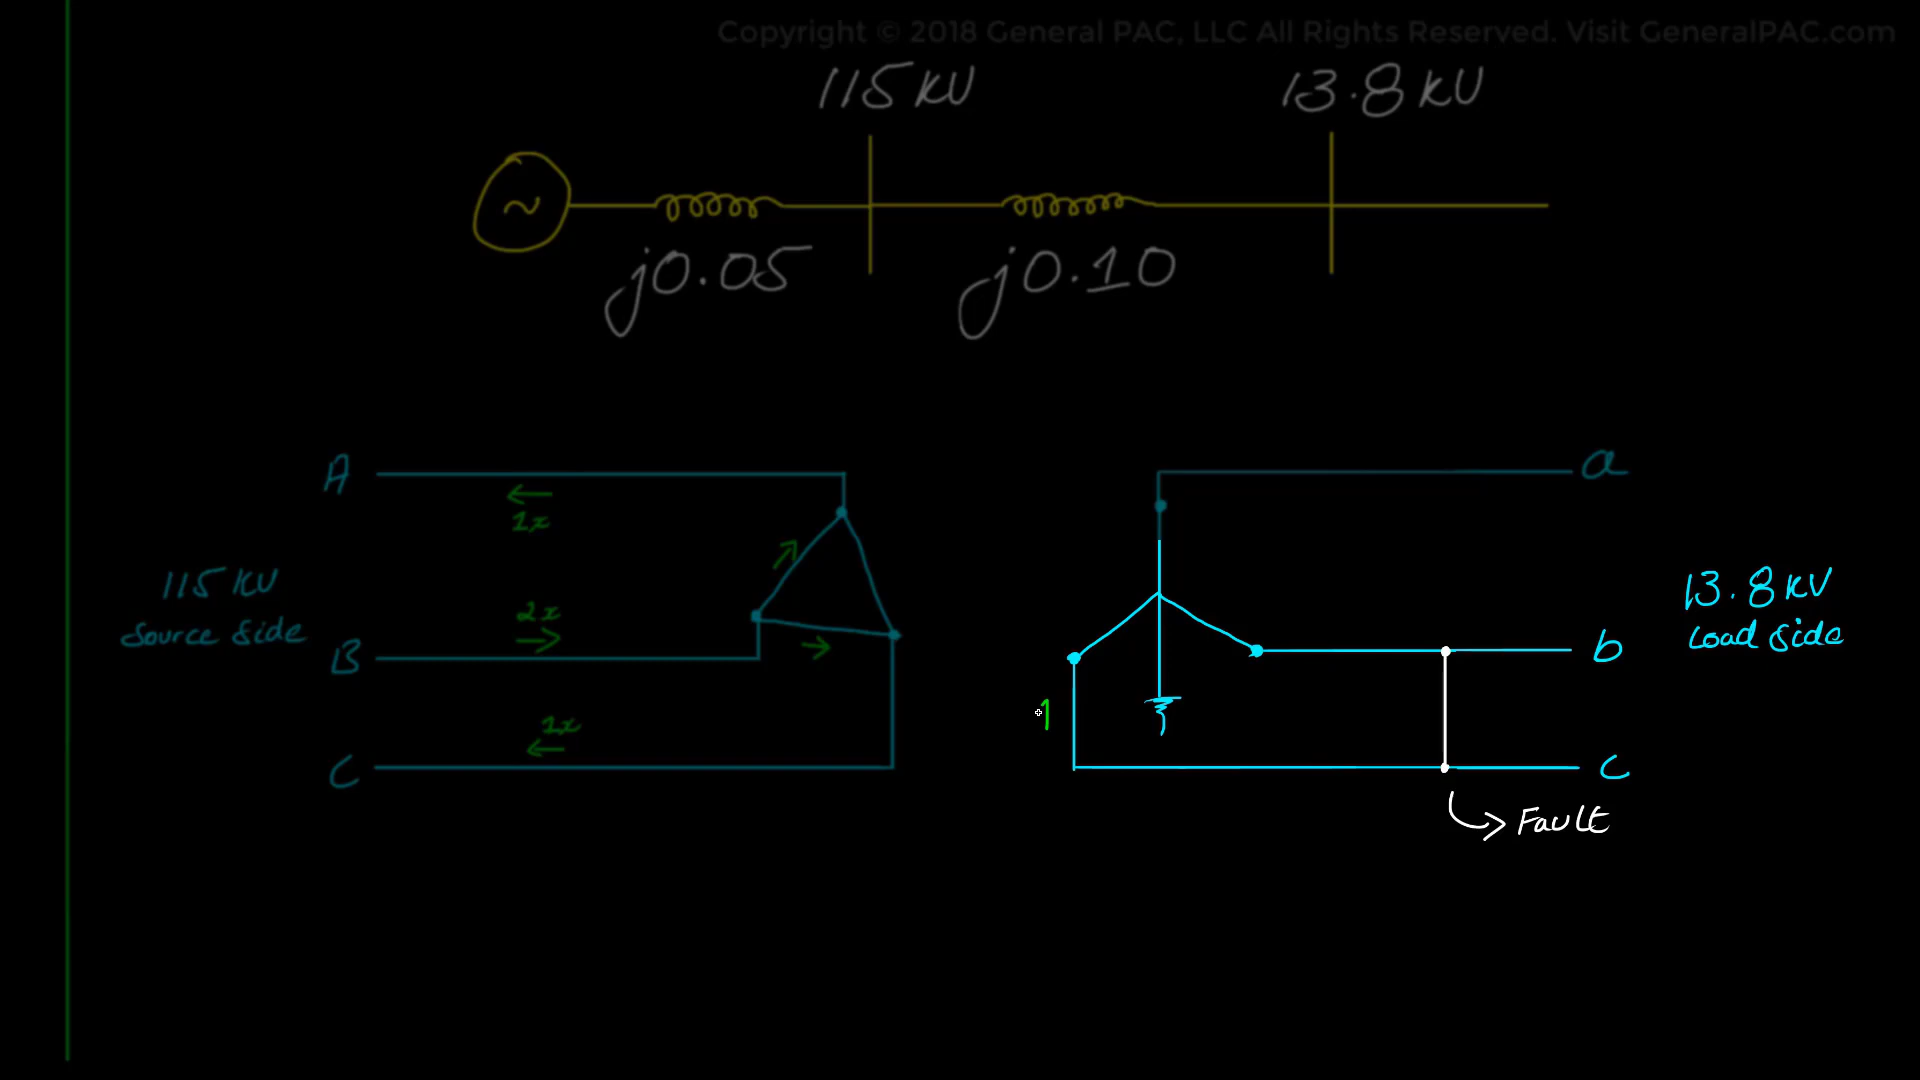 Copyright © 2018 General PAC, LLC All Rights Reserved. Visit GeneralPAC.com
115 kV
13.8 kV
~
j0.05
j0.10
A
a
1x
115 kV
Source Side
2x
B
13.8 kV
Load Side
b
1
1x
C
c
Fault